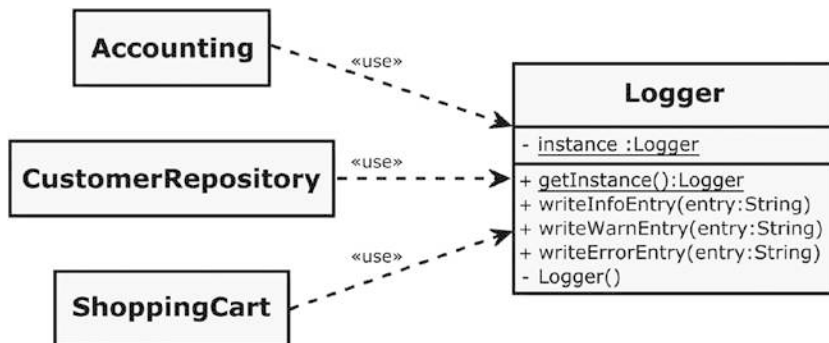 Accounting
«use»
CustomerRepository
«use»
ShoppingCart
«use»
Logger
- instance :Logger
+ getInstance():Logger
+ writeInfoEntry(entry:String)
+ writeWarnEntry(entry:String)
+ writeErrorEntry(entry:String)
- Logger()